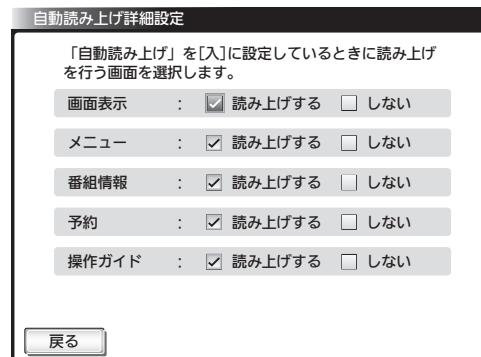 自動読み上げ詳細設定
「自動読み上げ」を[入]に設定しているときに読み上げ
を行う画面を選択します。
画面表示 : 読み上げする しない
メニュー : 読み上げする しない
番組情報 : 読み上げする しない
予約 : 読み上げする しない
操作ガイド : 読み上げする しない
戻る